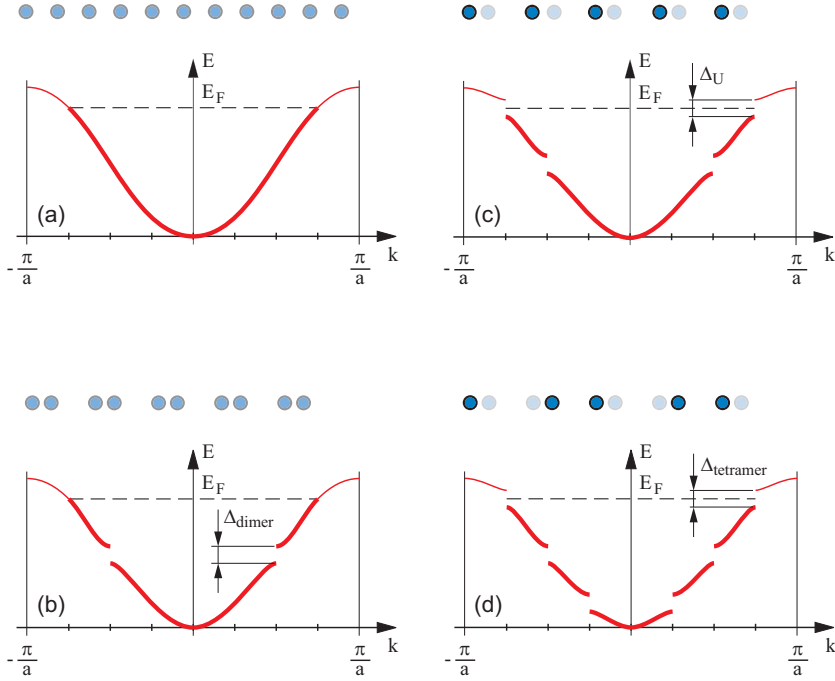 E
E_F
(a)
k
-π/a
π/a
E
Δ_U
E_F
(c)
k
-π/a
π/a
E
E_F
Δ_dimer
(b)
k
-π/a
π/a
E
Δ_tetramer
E_F
(d)
k
-π/a
π/a